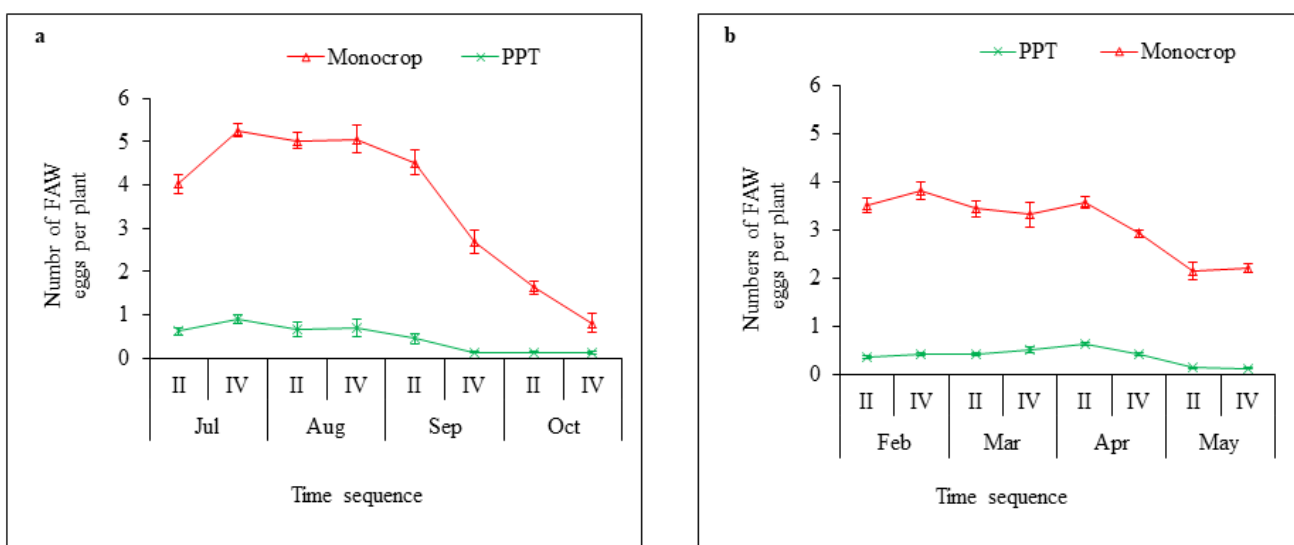 a
Monocrop PPT
Numbr of FAW
eggs per plant
6
5
4
3
2
1
0
II IV II IV II IV II IV
Jul Aug Sep Oct
Time sequence
b
PPT Monocrop
Numbers of FAW
eggs per plant
6
5
4
3
2
1
0
II IV II IV II IV II IV
Feb Mar Apr May
Time sequence